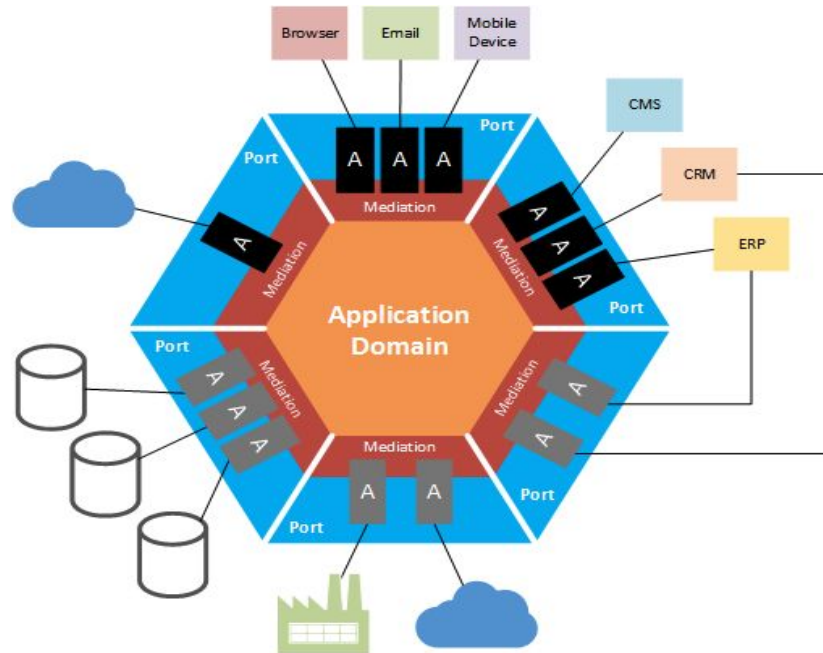 Browser
Email
Mobile
Device
CMS
CRM
ERP
Port
A
A
A
Mediation
Port
A
Mediation
A
A
A
Mediation
Port
Application
Domain
Port
A
A
A
Mediation
Mediation
A
A
Port
Mediation
A
A
Port